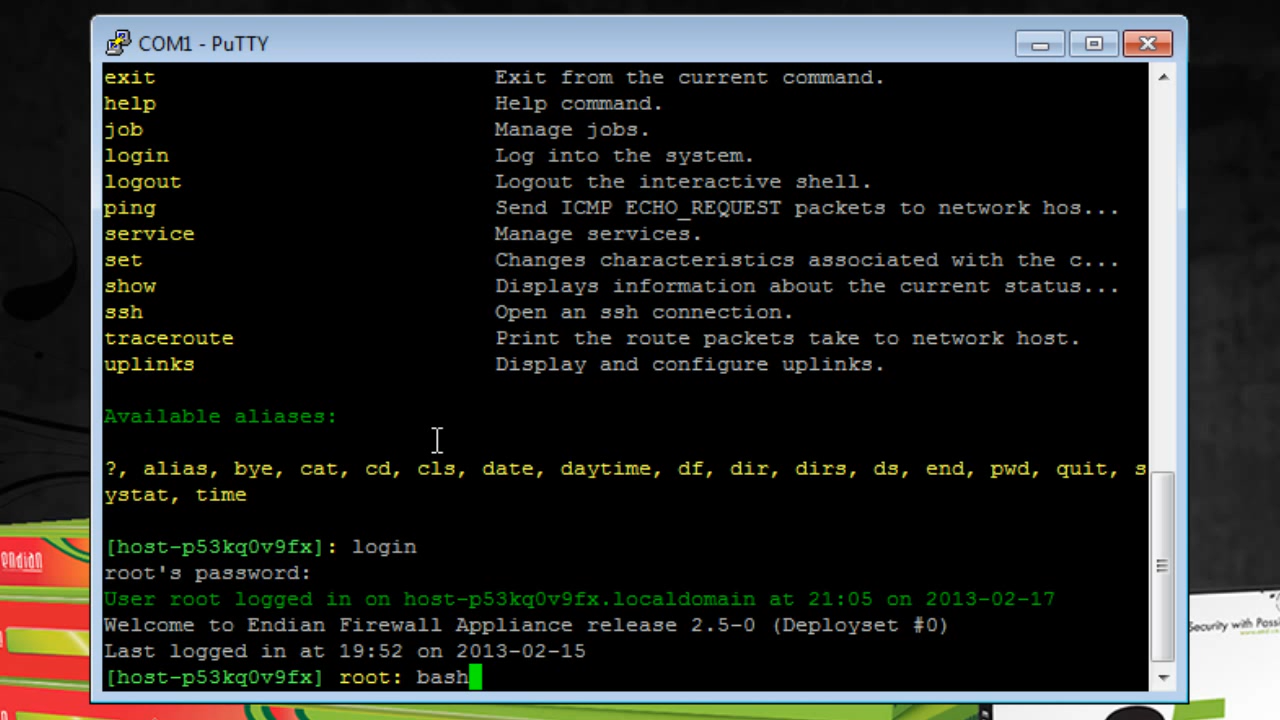 COM1 - PuTTY
exit Exit from the current command.
help Help command.
job Manage jobs.
login Log into the system.
logout Logout the interactive shell.
ping Send ICMP ECHO_REQUEST packets to network hos...
service Manage services.
set Changes characteristics associated with the c...
show Displays information about the current status...
ssh Open an ssh connection.
traceroute Print the route packets take to network host.
uplinks Display and configure uplinks.
Available aliases:
?, alias, bye, cat, cd, cls, date, daytime, df, dir, dirs, ds, end, pwd, quit, s
ystat, time
[host-p53kq0v9fx]: login
root's password:
User root logged in on host-p53kq0v9fx.localdomain at 21:05 on 2013-02-17
Welcome to Endian Firewall Appliance release 2.5-0 (Deployset #0)
Last logged in at 19:52 on 2013-02-15
[host-p53kq0v9fx] root: bash
endian
Security with Passi